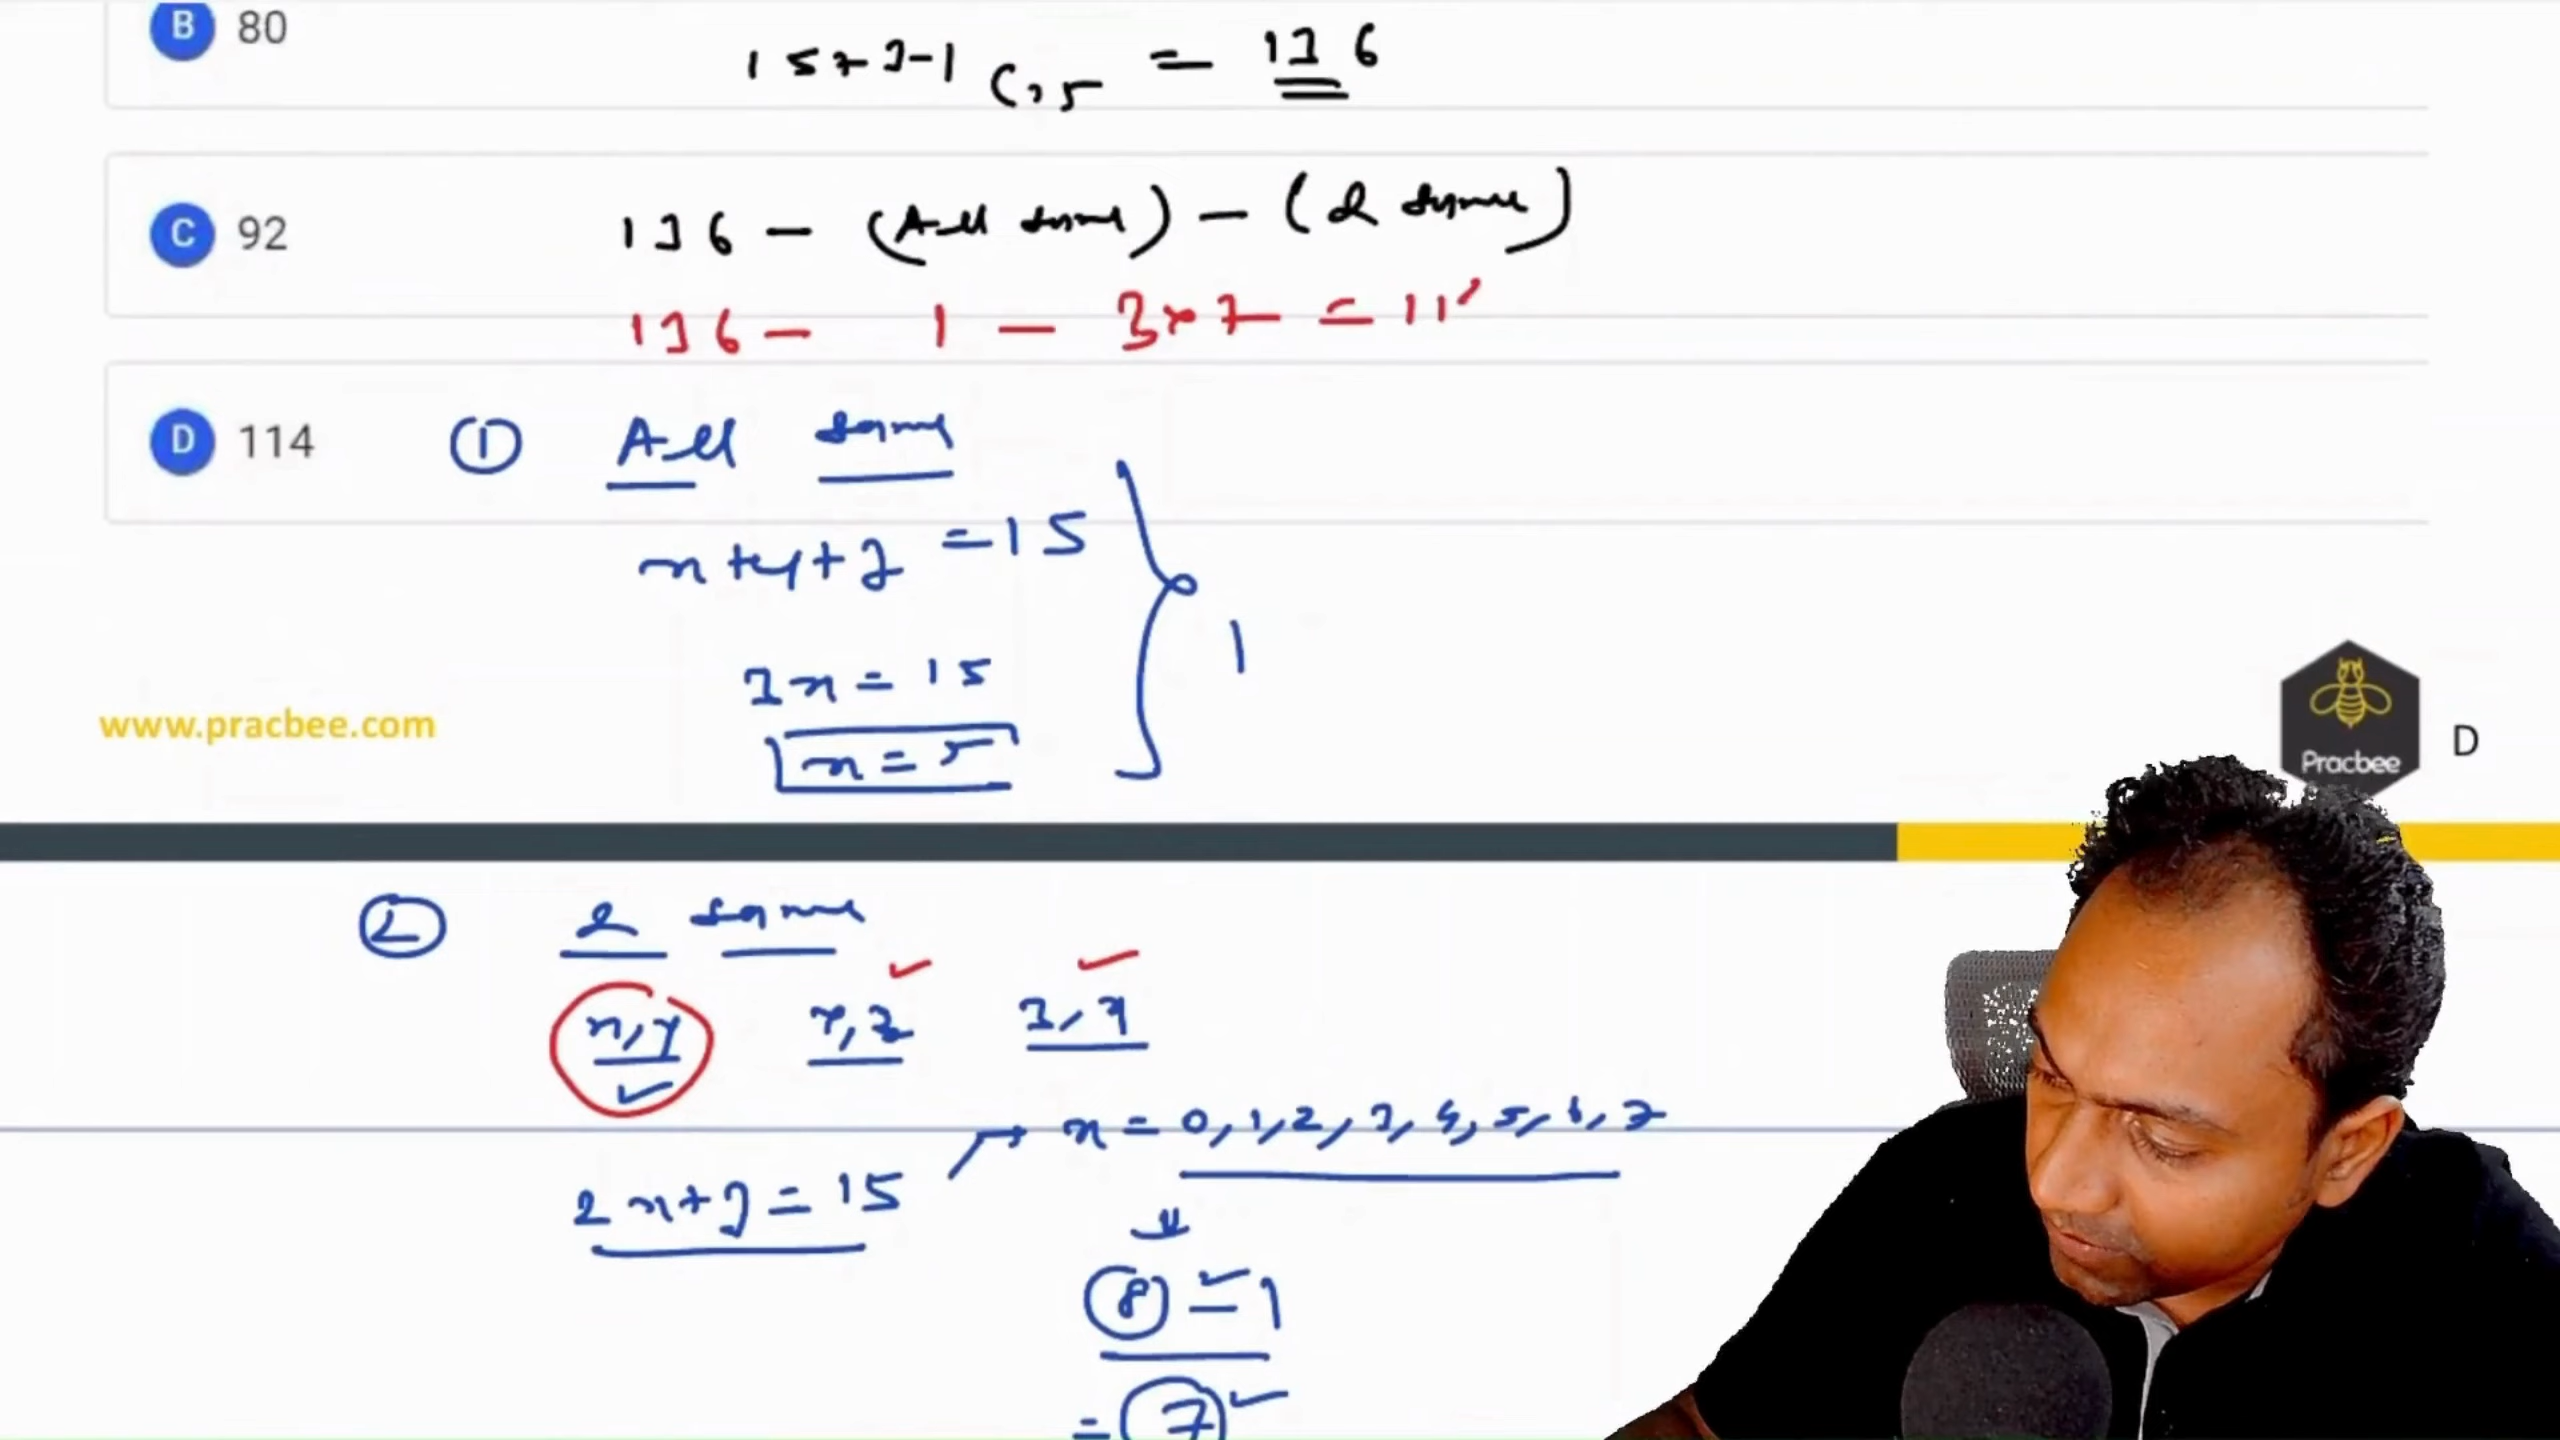 B 80
15+3-1 C15 = 136
C 92
136 - (All same) - (2 same)
136 - 1 - 3×7 = 11
D 114
① All same
x+y+z = 15
3x = 15
x = 5
1
www.pracbee.com
Pracbee
D
② 2 same
x,y y,z z,x
x = 0,1,2,3,4,5,6,7
2x+z = 15
8 - 1
= 7